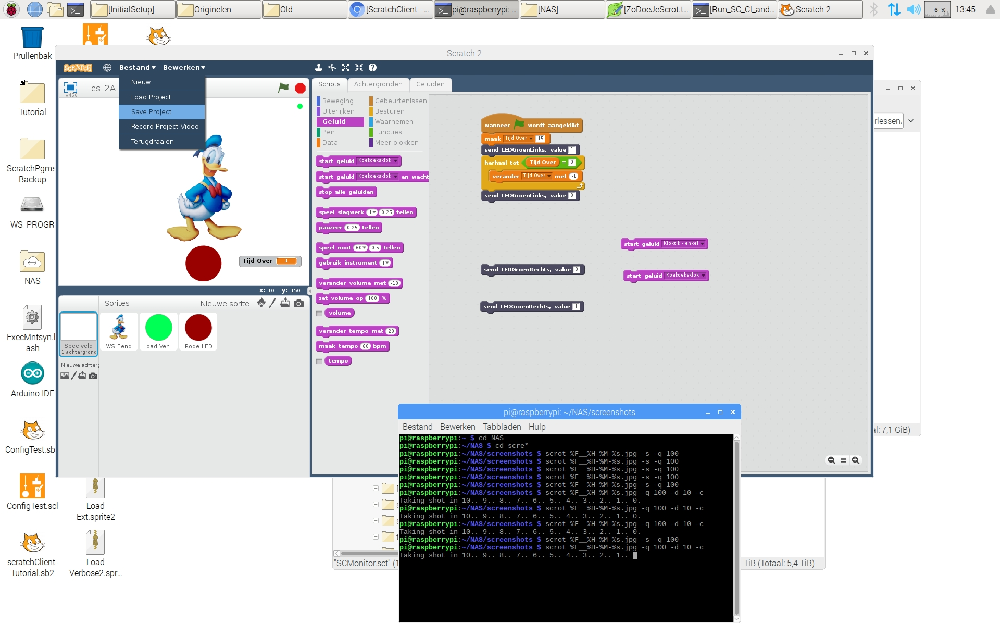 [InitialSetup]
Originelen
Old
[ScratchClient - ...
pi@raspberrypi: ...
[NAS]
[ZoDoeJeScrot.t...
[Run_SC_Cl_and...
Scratch 2
6 %
13:45
Prullenbak
Tutorial
ScratchPgms
Backup
WS_PROGR
NAS
ExecMntsyn.l
ash
Arduino IDE
ConfigTest.sb
ConfigTest.scl
scratchClient-
Tutorial.sb2
Load
Ext.sprite2
Load
Verbose2.spr...
Scratch 2
SCRATCH
Bestand▾
Bewerken▾
Nieuw
Load Project
Save Project
Record Project Video
Terugdraaien
v456
Les_2A_
Tijd Over 1
x: 10 y: 150
Sprites
Nieuwe sprite:
Speelveld
1 achtergrond
WS Eend
Load Ver...
Rode LED
Nieuwe achterg
Scripts
Achtergronden
Geluiden
Beweging
Gebeurtenissen
Uiterlijken
Besturen
Geluid
Waarnemen
Pen
Functies
Data
Meer blokken
start geluid Koekoeksklok
start geluid Koekoeksklok en wacht
stop alle geluiden
speel slagwerk 1▾ 0.25 tellen
pauzeer 0.25 tellen
speel noot 60▾ 0.5 tellen
gebruik instrument 1▾
verander volume met -10
zet volume op 100 %
volume
verander tempo met 20
maak tempo 60 bpm
tempo
wanneer wordt aangeklikt
maak Tijd Over 15
send LEDGroenLinks, value 1
herhaal tot Tijd Over = 0
verander Tijd Over met -1
send LEDGroenLinks, value 0
start geluid Kloktik - enkel
send LEDGroenRechts, value 0
start geluid Koekoeksklok
send LEDGroenRechts, value 1
rlessen/
al: 7,1 GiB)
"SCMonitor.sct" (1
TiB (Totaal: 5,4 TiB)
pi@raspberrypi: ~/NAS/screenshots
Bestand Bewerken Tabbladen Hulp
pi@raspberrypi:~ $ cd NAS
pi@raspberrypi:~/NAS $ cd scre*
pi@raspberrypi:~/NAS/screenshots $ scrot %F__%H-%M-%s.jpg -s -q 100
pi@raspberrypi:~/NAS/screenshots $ scrot %F__%H-%M-%s.jpg -s -q 100
pi@raspberrypi:~/NAS/screenshots $ scrot %F__%H-%M-%s.jpg -s -q 100
pi@raspberrypi:~/NAS/screenshots $ scrot %F__%H-%M-%s.jpg -s -q 100
pi@raspberrypi:~/NAS/screenshots $ scrot %F__%H-%M-%s.jpg -s -q 100
pi@raspberrypi:~/NAS/screenshots $ scrot %F__%H-%M-%s.jpg -q 100 -d 10 -c
Taking shot in 10.. 9.. 8.. 7.. 6.. 5.. 4.. 3.. 2.. 1.. 0.
pi@raspberrypi:~/NAS/screenshots $ scrot %F__%H-%M-%s.jpg -q 100 -d 10 -c
Taking shot in 10.. 9.. 8.. 7.. 6.. 5.. 4.. 3.. 2.. 1.. 0.
pi@raspberrypi:~/NAS/screenshots $ scrot %F__%H-%M-%s.jpg -q 100 -d 10 -c
Taking shot in 10.. 9.. 8.. 7.. 6.. 5.. 4.. 3.. 2.. 1.. 0.
pi@raspberrypi:~/NAS/screenshots $ scrot %F__%H-%M-%s.jpg -s -q 100
pi@raspberrypi:~/NAS/screenshots $ scrot %F__%H-%M-%s.jpg -q 100 -d 10 -c
Taking shot in 10.. 9.. 8.. 7.. 6.. 5.. 4.. 3.. 2.. 1..